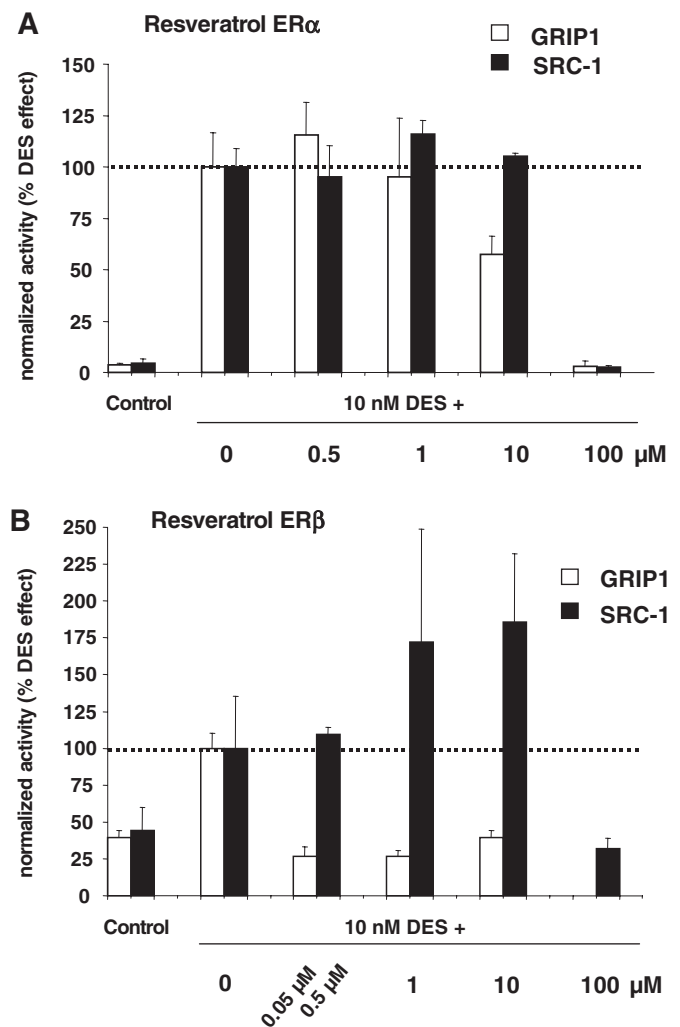 A
Resveratrol ERα
GRIP1
SRC-1
normalized activity (% DES effect)
150
125
100
75
50
25
0
Control
10 nM DES +
0 0.5 1 10 100 µM
B
Resveratrol ERβ
GRIP1
SRC-1
normalized activity (% DES effect)
250
225
200
175
150
125
100
75
50
25
0
Control
10 nM DES +
0 0.05 µM 0.5 µM 1 10 100 µM